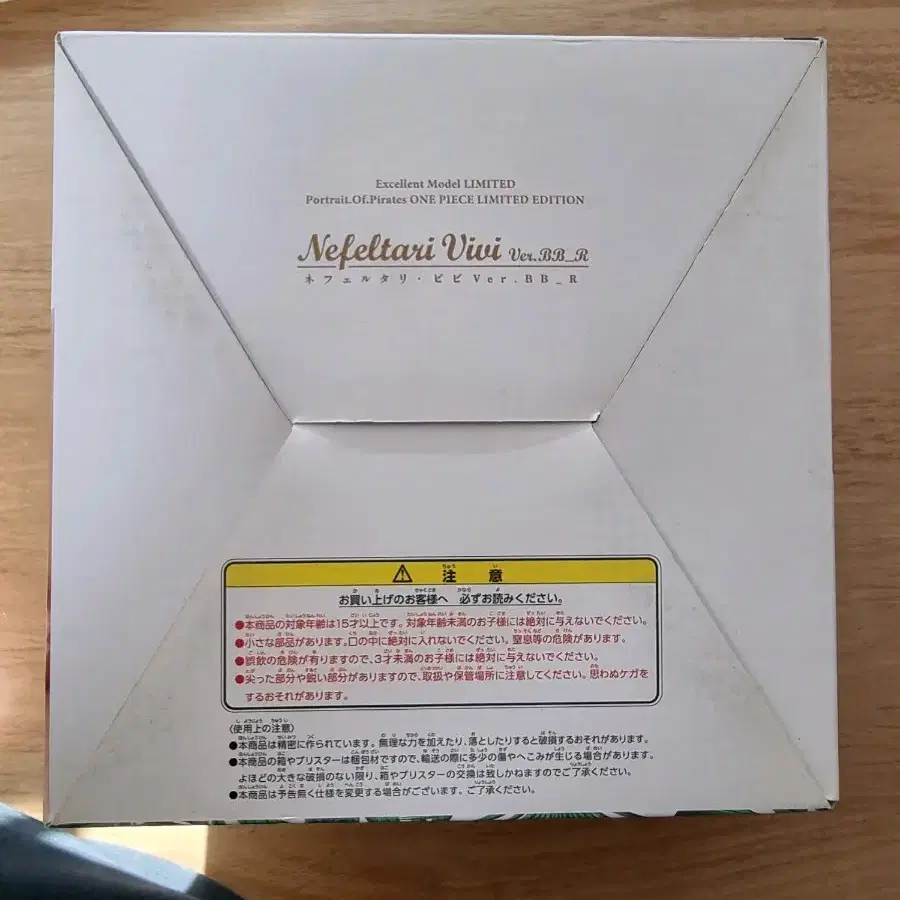 Excellent Model LIMITED
Portrait.Of.Pirates ONE PIECE LIMITED EDITION
Nefeltari Vivi Ver.BB_R
ネフェルタリ・ビビVer.BB_R
⚠ 注意
お買い上げのお客様へ 必ずお読みください。
●本商品の対象年齢は15才以上です。対象年齢未満のお子様には絶対に与えないでください。
●小さな部品があります。口の中に絶対に入れないでください。窒息等の危険があります。
●誤飲の危険が有りますので、3才未満のお子様には絶対に与えないでください。
●尖った部分や鋭い部分がありますので、取扱や保管場所に注意してください。思わぬケガを
するおそれがあります。
〈使用上の注意〉
●本商品は精密に作られています。無理な力を加えたり、落としたりすると破損するおそれがあります。
●本商品の箱やブリスターは梱包材ですので、輸送の際に多少の傷やへこみが生じる場合があります。
よほどの大きな破損のない限り、箱やブリスターの交換は致しかねますのでご了承ください。
●本商品は予告無く仕様を変更する場合がございます。ご了承ください。